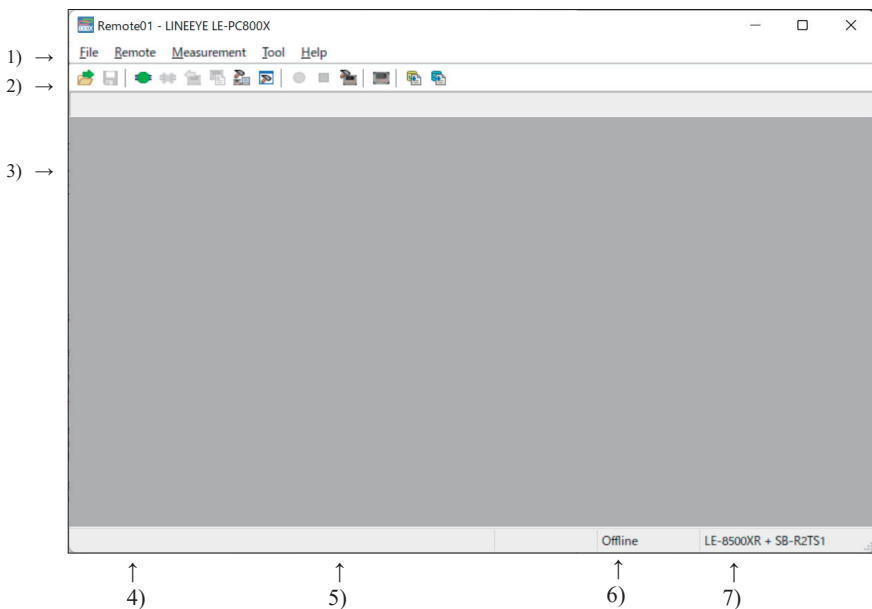 Remote01 - LINEEYE LE-PC800X
1) → File Remote Measurement Tool Help
2) →
3) →
Offline LE-8500XR + SB-R2TS1
↑ ↑ ↑ ↑
4) 5) 6) 7)